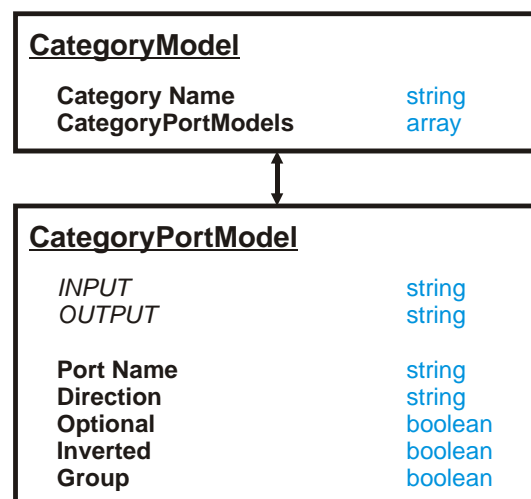 CategoryModel
Category Name string
CategoryPortModels array
CategoryPortModel
INPUT string
OUTPUT string
Port Name string
Direction string
Optional boolean
Inverted boolean
Group boolean